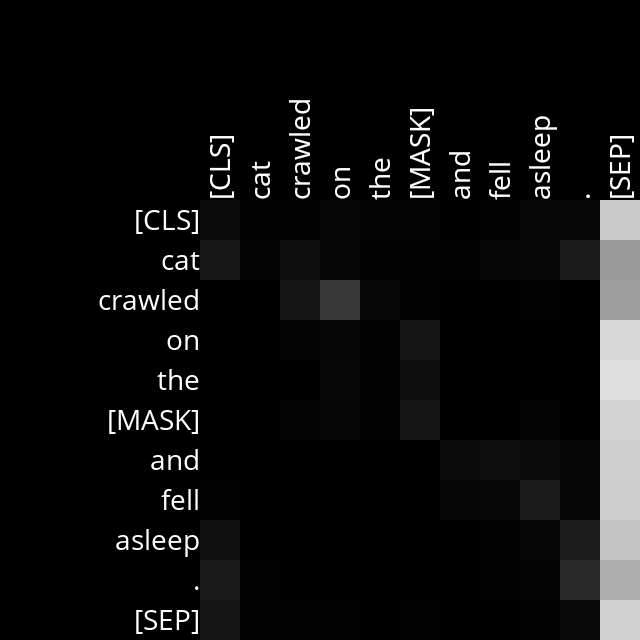 [CLS] cat crawled on the [MASK] and fell asleep . [SEP]
[CLS]
cat
crawled
on
the
[MASK]
and
fell
asleep
.
[SEP]